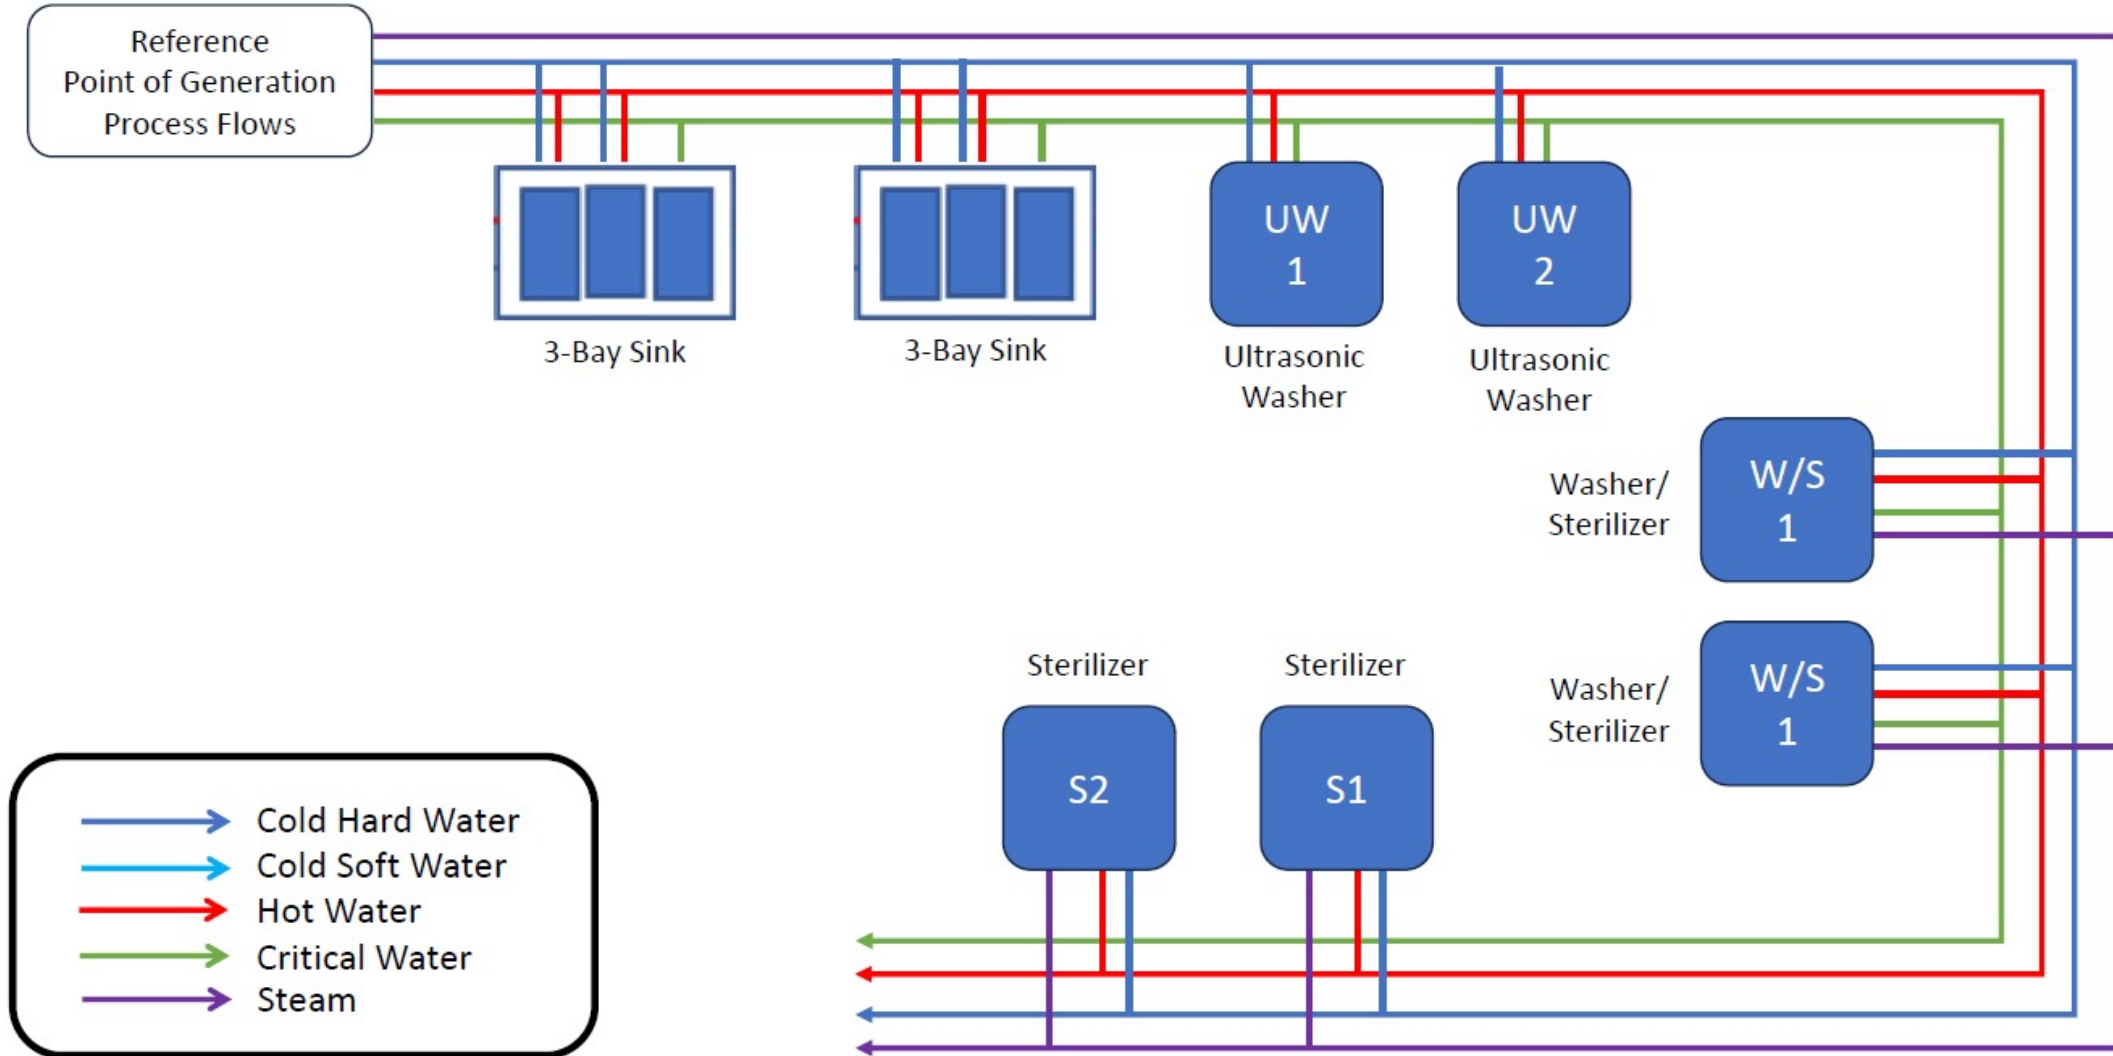 Reference
Point of Generation
Process Flows
3-Bay Sink
3-Bay Sink
UW
1
Ultrasonic
Washer
UW
2
Ultrasonic
Washer
Washer/
Sterilizer
W/S
1
Washer/
Sterilizer
W/S
1
Sterilizer
S2
Sterilizer
S1
Cold Hard Water
Cold Soft Water
Hot Water
Critical Water
Steam